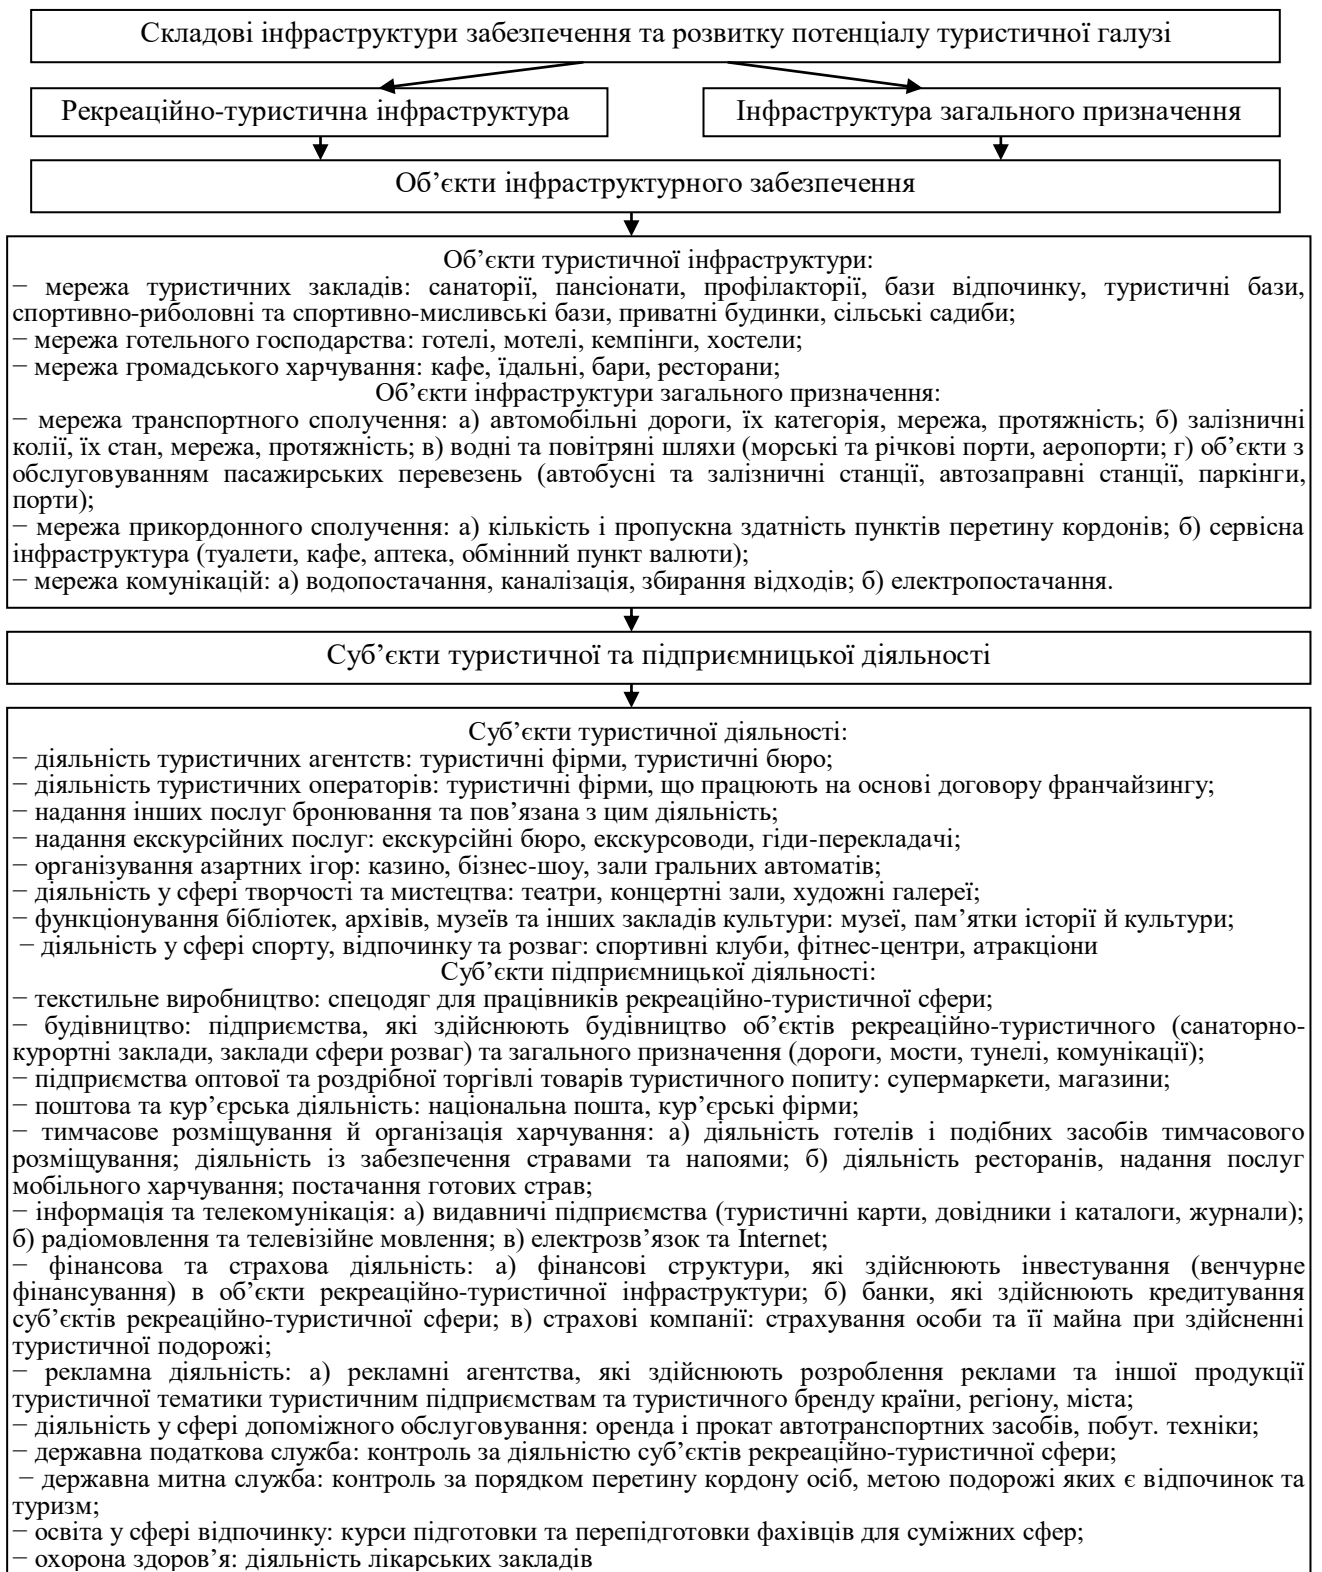 Складові інфраструктури забезпечення та розвитку потенціалу туристичної галузі
Рекреаційно-туристична інфраструктура
Інфраструктура загального призначення
Об’єкти інфраструктурного забезпечення
Об’єкти туристичної інфраструктури:
− мережа туристичних закладів: санаторії, пансіонати, профілакторії, бази відпочинку, туристичні бази,
спортивно-риболовні та спортивно-мисливські бази, приватні будинки, сільські садиби;
− мережа готельного господарства: готелі, мотелі, кемпінги, хостели;
− мережа громадського харчування: кафе, їдальні, бари, ресторани;
Об’єкти інфраструктури загального призначення:
− мережа транспортного сполучення: а) автомобільні дороги, їх категорія, мережа, протяжність; б) залізничні
колії, їх стан, мережа, протяжність; в) водні та повітряні шляхи (морські та річкові порти, аеропорти; г) об’єкти з
обслуговуванням пасажирських перевезень (автобусні та залізничні станції, автозаправні станції, паркінги,
порти);
− мережа прикордонного сполучення: а) кількість і пропускна здатність пунктів перетину кордонів; б) сервісна
інфраструктура (туалети, кафе, аптека, обмінний пункт валюти);
− мережа комунікацій: а) водопостачання, каналізація, збирання відходів; б) електропостачання.
Суб’єкти туристичної та підприємницької діяльності
Суб’єкти туристичної діяльності:
− діяльність туристичних агентств: туристичні фірми, туристичні бюро;
− діяльність туристичних операторів: туристичні фірми, що працюють на основі договору франчайзингу;
− надання інших послуг бронювання та пов’язана з цим діяльність;
− надання екскурсійних послуг: екскурсійні бюро, екскурсоводи, гіди-перекладачі;
− організування азартних ігор: казино, бізнес-шоу, зали гральних автоматів;
− діяльність у сфері творчості та мистецтва: театри, концертні зали, художні галереї;
− функціонування бібліотек, архівів, музеїв та інших закладів культури: музеї, пам’ятки історії й культури;
− діяльність у сфері спорту, відпочинку та розваг: спортивні клуби, фітнес-центри, атракціони
Суб’єкти підприємницької діяльності:
− текстильне виробництво: спецодяг для працівників рекреаційно-туристичної сфери;
− будівництво: підприємства, які здійснюють будівництво об’єктів рекреаційно-туристичного (санаторно-
курортні заклади, заклади сфери розваг) та загального призначення (дороги, мости, тунелі, комунікації);
− підприємства оптової та роздрібної торгівлі товарів туристичного попиту: супермаркети, магазини;
− поштова та кур’єрська діяльність: національна пошта, кур’єрські фірми;
− тимчасове розміщування й організація харчування: а) діяльність готелів і подібних засобів тимчасового
розміщування; діяльність із забезпечення стравами та напоями; б) діяльність ресторанів, надання послуг
мобільного харчування; постачання готових страв;
− інформація та телекомунікація: а) видавничі підприємства (туристичні карти, довідники і каталоги, журнали);
б) радіомовлення та телевізійне мовлення; в) електрозв’язок та Internet;
− фінансова та страхова діяльність: а) фінансові структури, які здійснюють інвестування (венчурне
фінансування) в об’єкти рекреаційно-туристичної інфраструктури; б) банки, які здійснюють кредитування
суб’єктів рекреаційно-туристичної сфери; в) страхові компанії: страхування особи та її майна при здійсненні
туристичної подорожі;
− рекламна діяльність: а) рекламні агентства, які здійснюють розроблення реклами та іншої продукції
туристичної тематики туристичним підприємствам та туристичного бренду країни, регіону, міста;
− діяльність у сфері допоміжного обслуговування: оренда і прокат автотранспортних засобів, побут. техніки;
− державна податкова служба: контроль за діяльністю суб’єктів рекреаційно-туристичної сфери;
− державна митна служба: контроль за порядком перетину кордону осіб, метою подорожі яких є відпочинок та
туризм;
− освіта у сфері відпочинку: курси підготовки та перепідготовки фахівців для суміжних сфер;
− охорона здоров’я: діяльність лікарських закладів